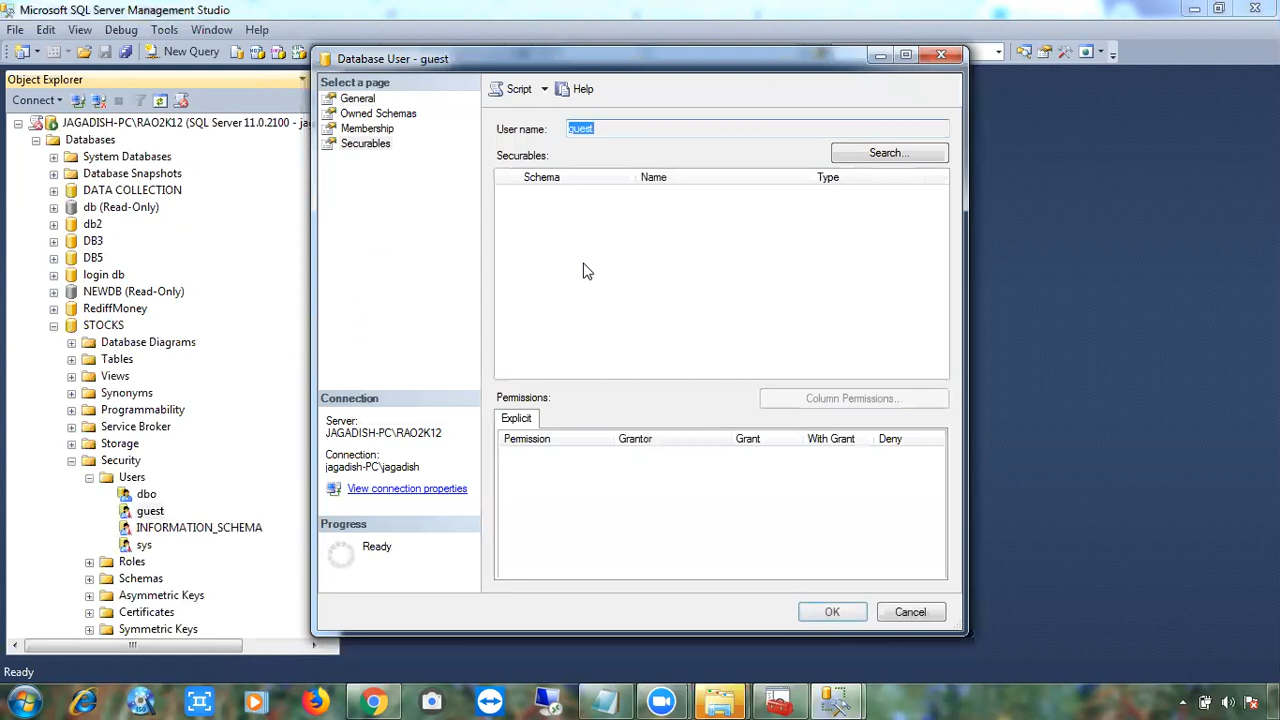 Microsoft SQL Server Management Studio
File Edit View Debug Tools Window Help
New Query
Object Explorer
Connect
JAGADISH-PC\RAO2K12 (SQL Server 11.0.2100 - ja
Databases
System Databases
Database Snapshots
DATA COLLECTION
db (Read-Only)
db2
DB3
DB5
login db
NEWDB (Read-Only)
RediffMoney
STOCKS
Database Diagrams
Tables
Views
Synonyms
Programmability
Service Broker
Storage
Security
Users
dbo
guest
INFORMATION_SCHEMA
sys
Roles
Schemas
Asymmetric Keys
Certificates
Symmetric Keys
Database User - guest
Select a page
General
Owned Schemas
Membership
Securables
Connection
Server:
JAGADISH-PC\RAO2K12
Connection:
jagadish-PC\jagadish
View connection properties
Progress
Ready
Script Help
User name: guest
Securables: Search...
Schema Name Type
Permissions: Column Permissions...
Explicit
Permission Grantor Grant With Grant Deny
OK Cancel
Ready